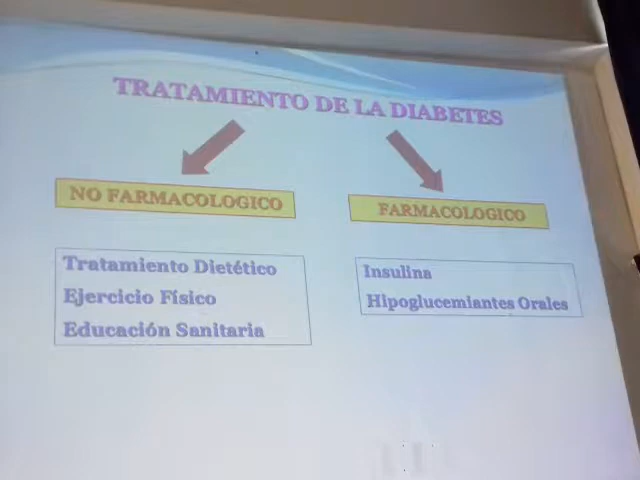 TRATAMIENTO DE LA DIABETES
NO FARMACOLOGICO
FARMACOLOGICO
Tratamiento Dietético
Ejercicio Físico
Educación Sanitaria
Insulina
Hipoglucemiantes Orales